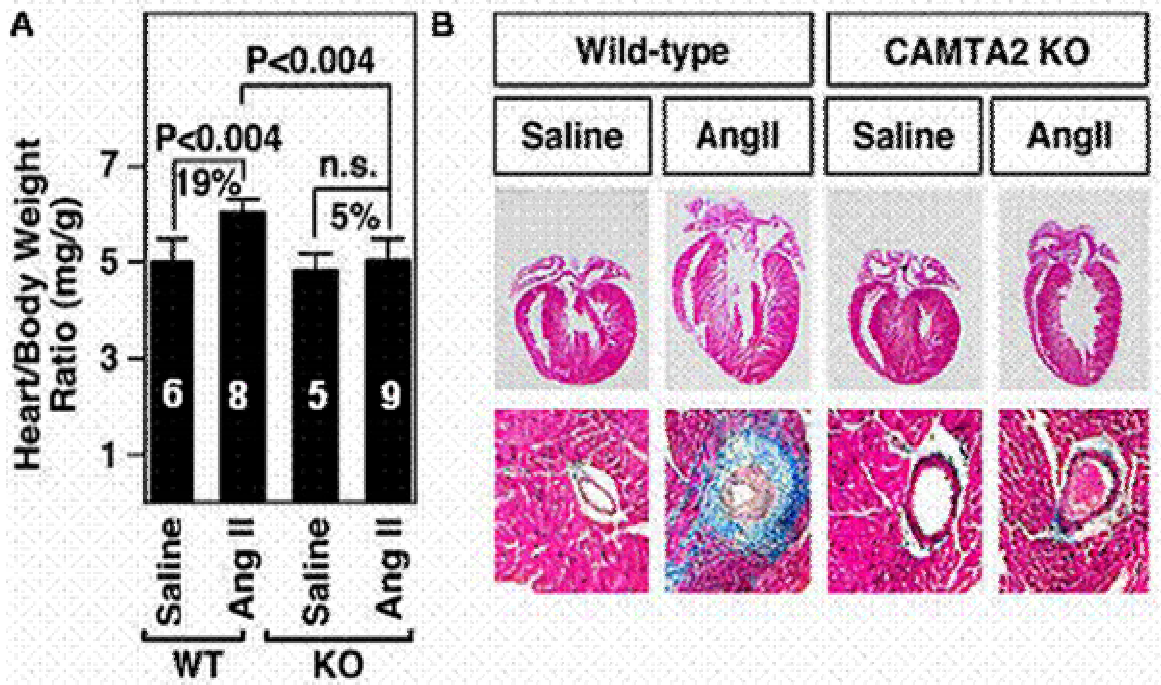 A
P<0.004
P<0.004
19%
n.s.
5%
Heart/Body Weight
Ratio (mg/g)
7
5
3
1
6
8
5
9
Saline
Ang II
Saline
Ang II
WT
KO
B
Wild-type
CAMTA2 KO
Saline
AngII
Saline
AngII